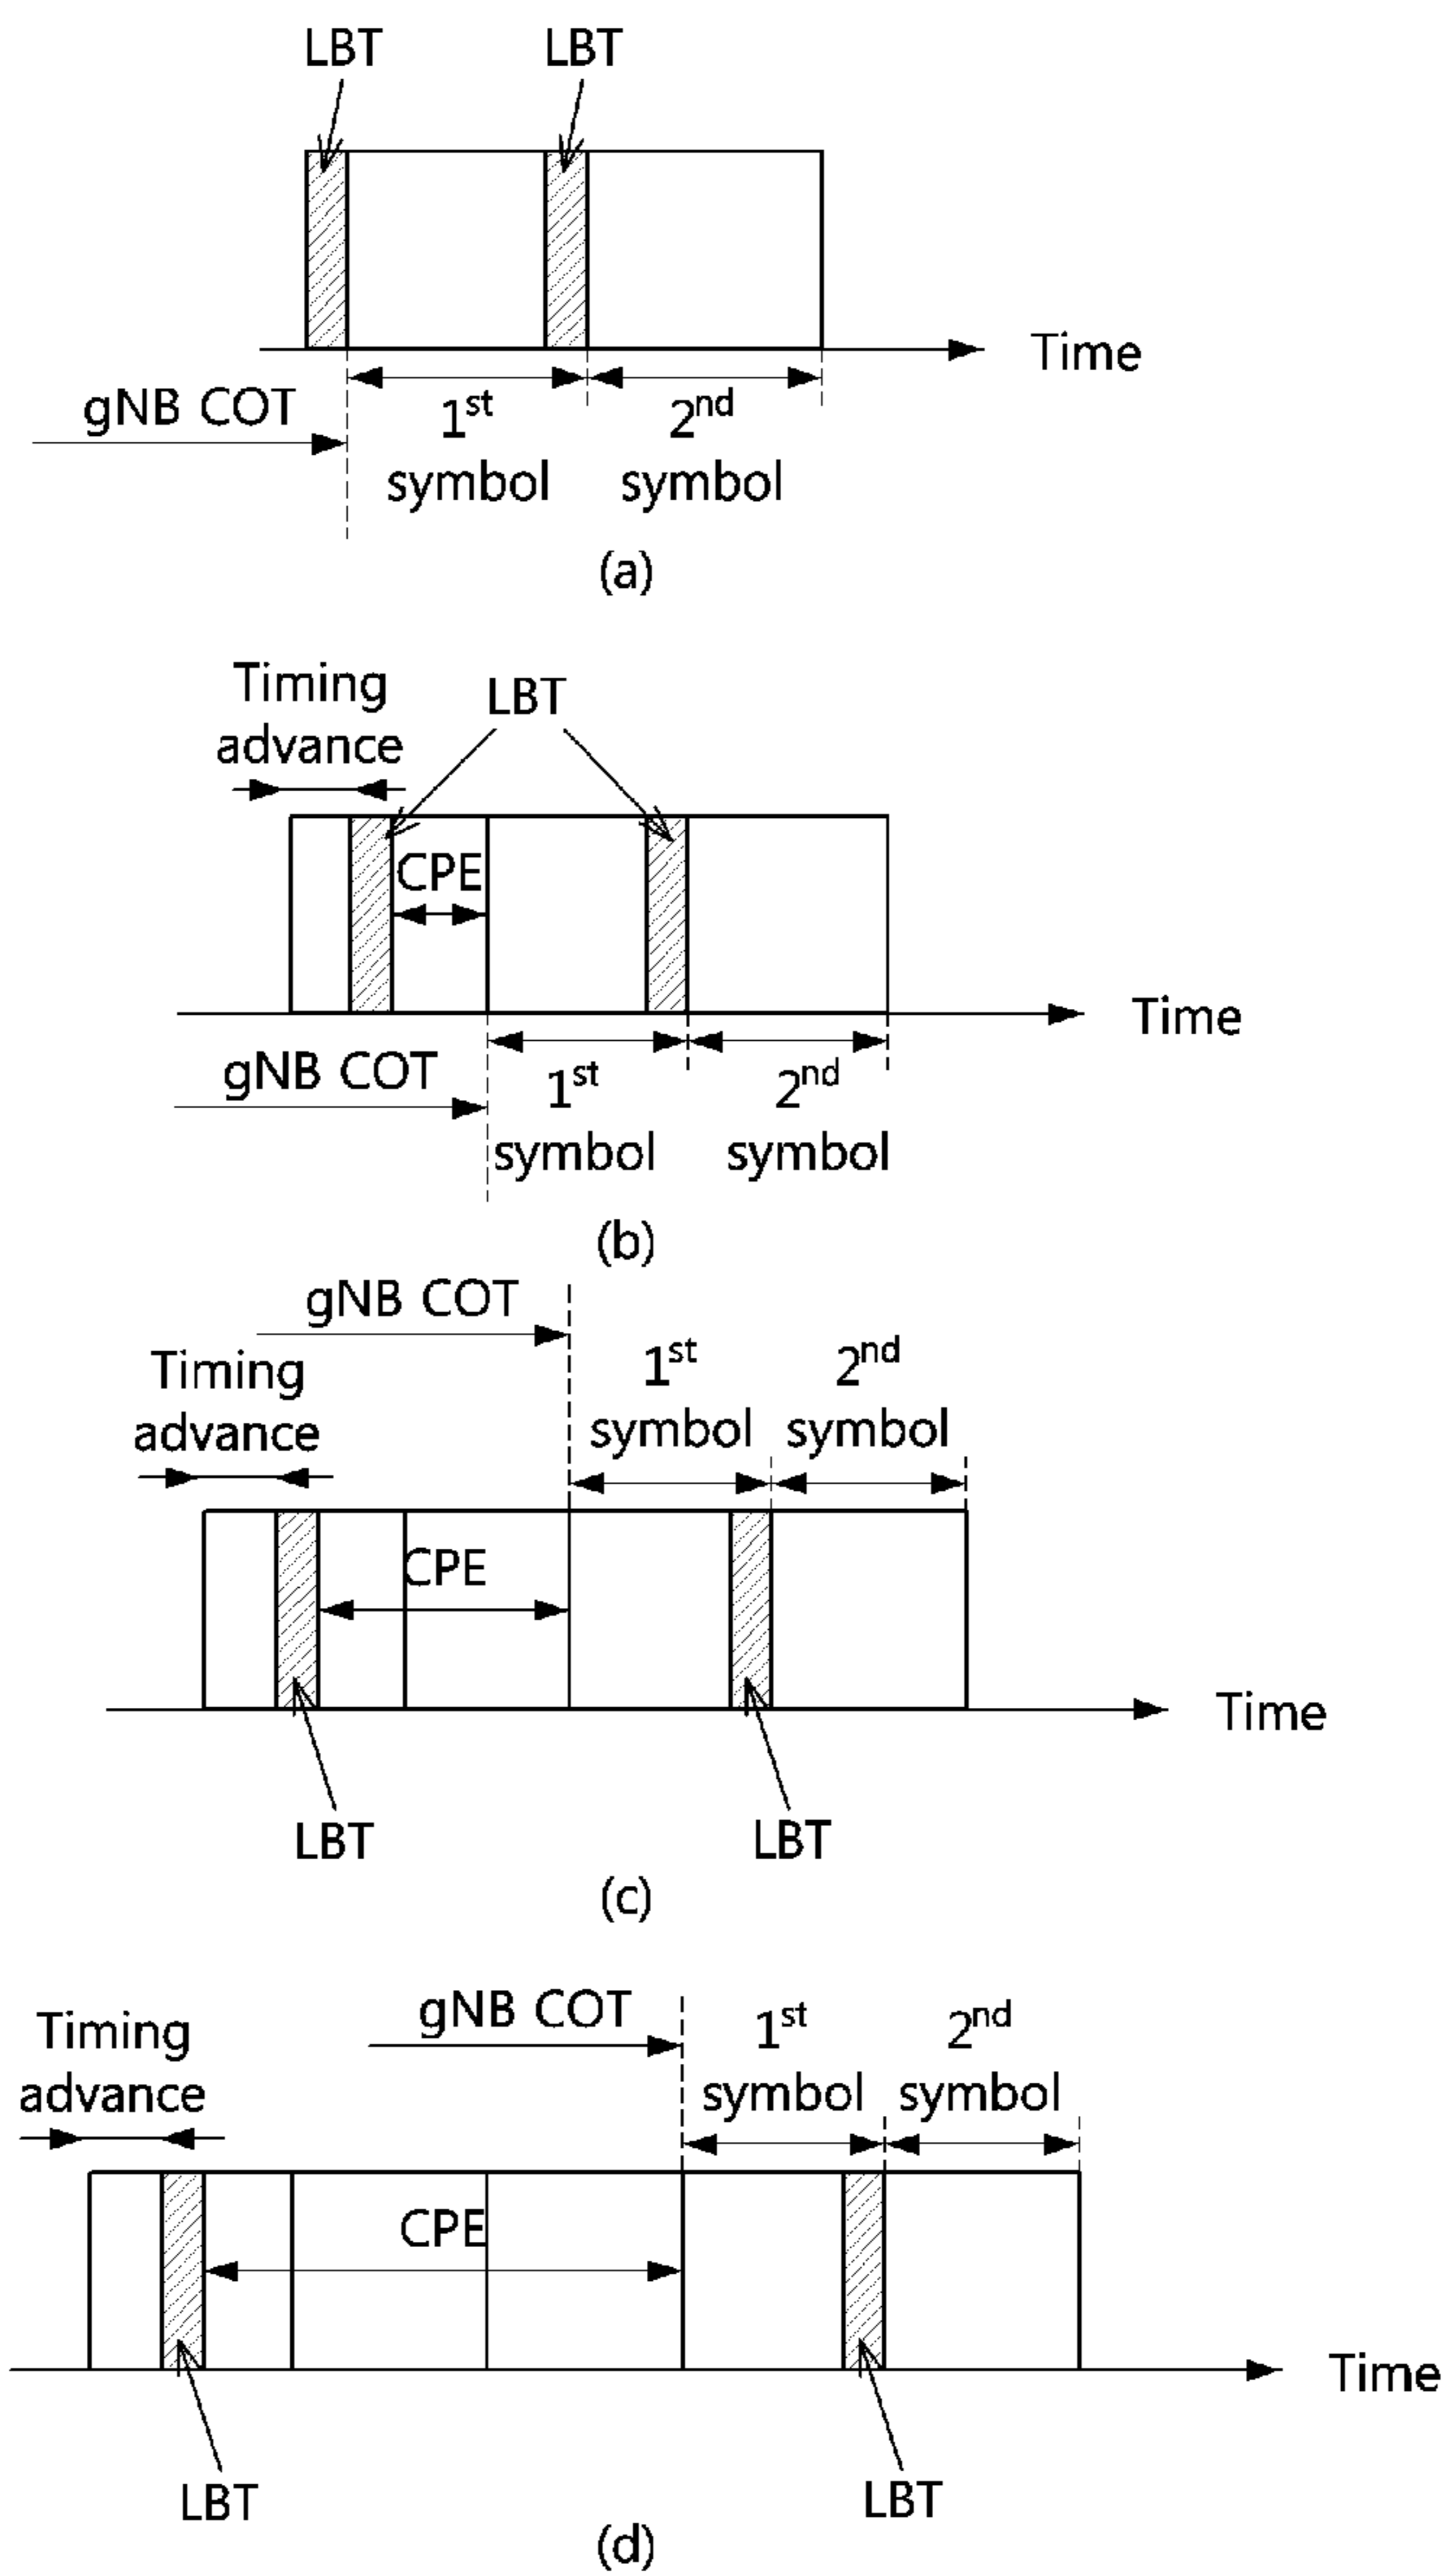 LBT LBT
Time
gNB COT 1st symbol 2nd symbol
(a)
Timing advance
LBT
CPE
Time
gNB COT
1st symbol
2nd symbol
(b)
gNB COT
Timing advance
1st symbol
2nd symbol
CPE
Time
LBT LBT
(c)
gNB COT
Timing advance
1st symbol
2nd symbol
CPE
Time
LBT LBT
(d)